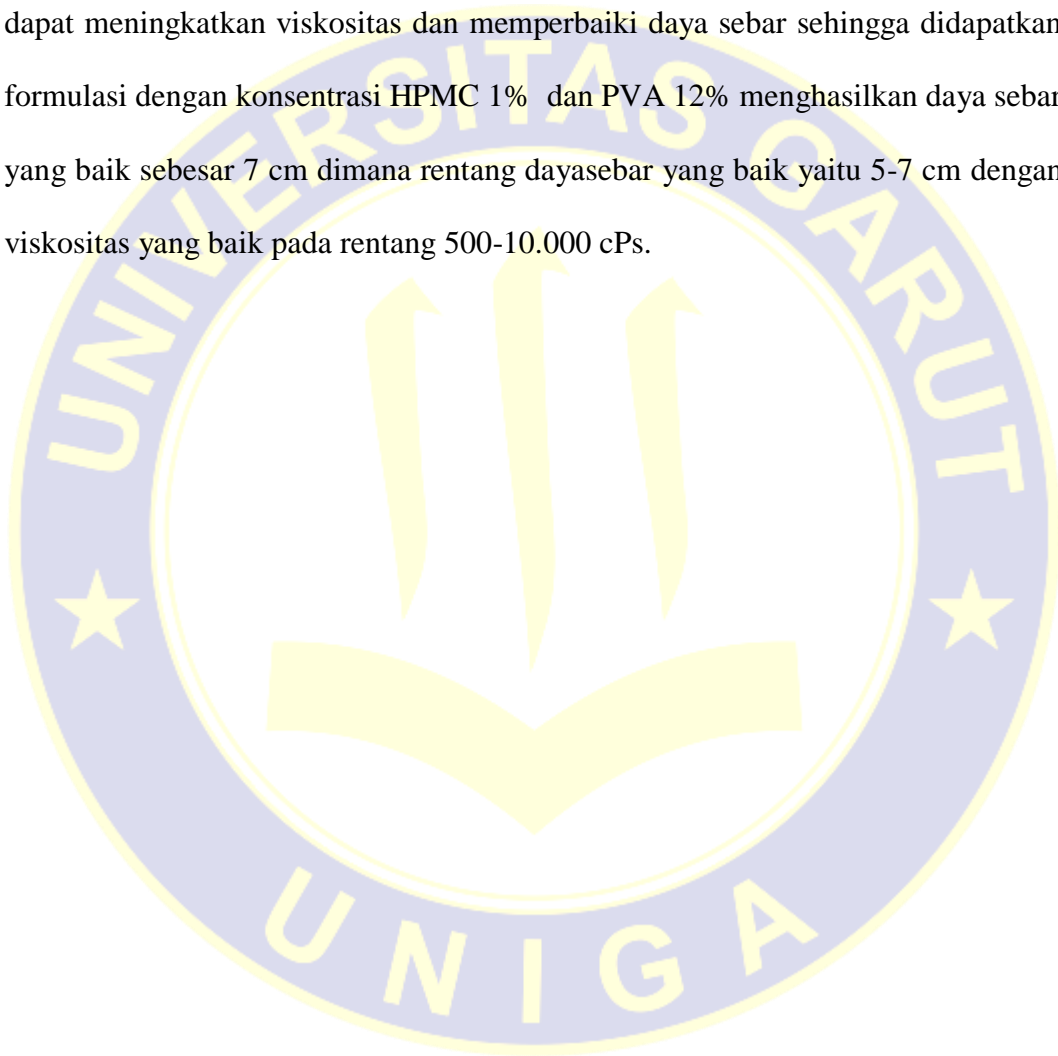 dapat meningkatkan viskositas dan memperbaiki daya sebar sehingga didapatkan
formulasi dengan konsentrasi HPMC 1% dan PVA 12% menghasilkan daya sebar
yang baik sebesar 7 cm dimana rentang dayasebar yang baik yaitu 5-7 cm dengan
viskositas yang baik pada rentang 500-10.000 cPs.
UNIVERSITAS GARUT
UNIGA